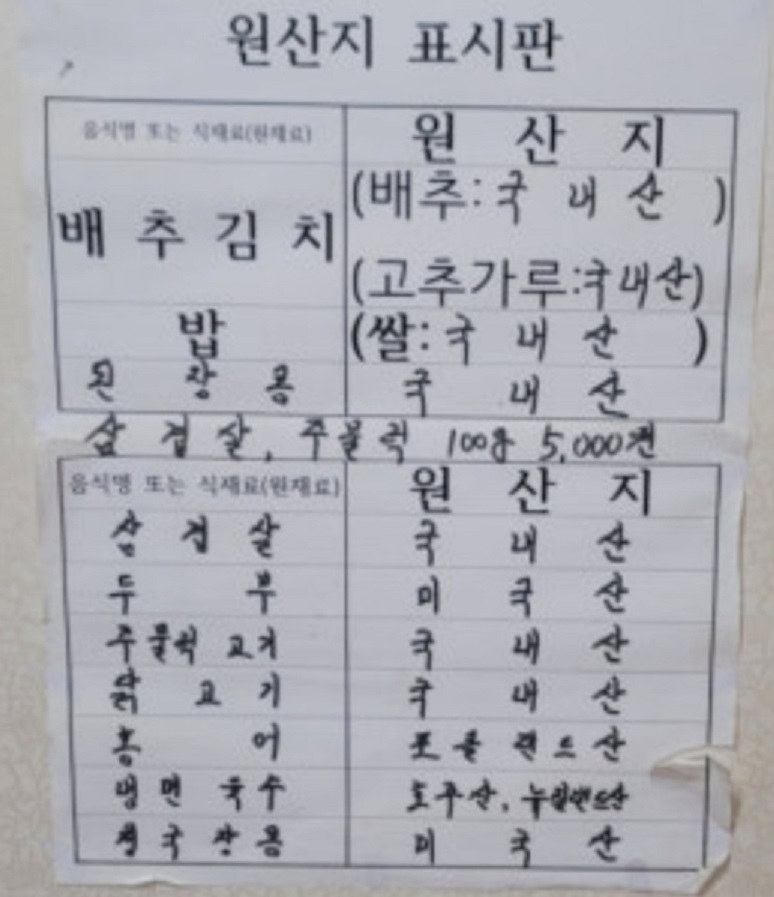 원산지 표시판
음식명 또는 식재료(원재료) 원 산 지
배 추 김 치 (배추:국 내 산 )
(고추가루:국내산)
밥 (쌀:국 내 산 )
된 장 콩 국 내 산
삼 겹 살, 주물럭 100g 5,000원
음식명 또는 식재료(원재료) 원 산 지
삼 겹 살 국 내 산
두 부 미 국 산
주물럭 고기 국 내 산
닭 고 기 국 내 산
홍 어 포 클 랜 드 산
냉 면 육 수 호주산, 뉴질랜드산
청 국 장 콩 미 국 산